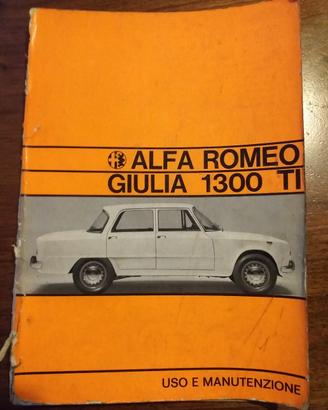 ALFA ROMEO
GIULIA 1300 TI
USO E MANUTENZIONE